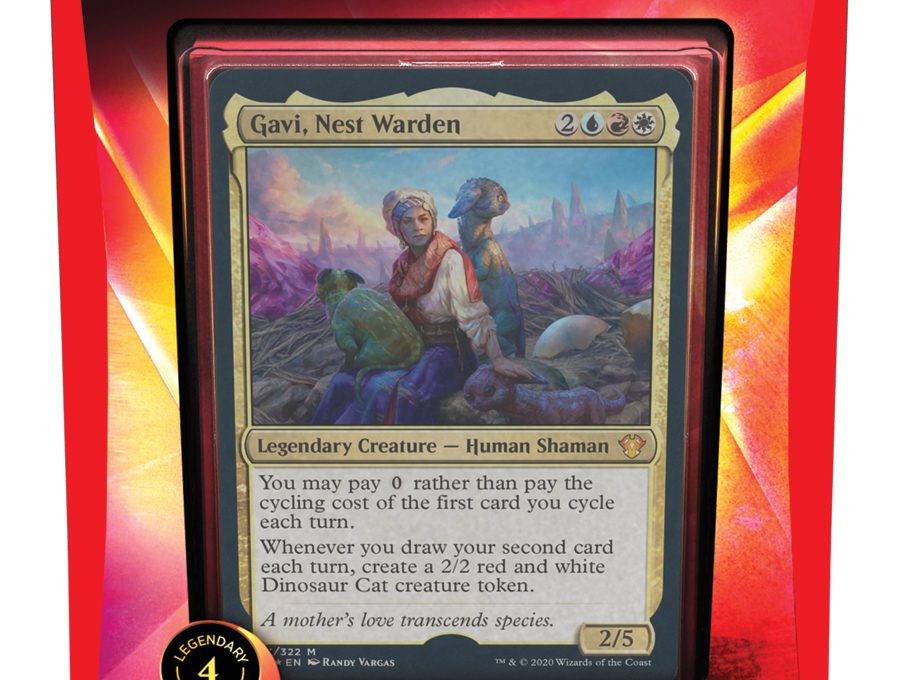 Gavi, Nest Warden 2
Legendary Creature — Human Shaman
You may pay 0 rather than pay the
cycling cost of the first card you cycle
each turn.
Whenever you draw your second card
each turn, create a 2/2 red and white
Dinosaur Cat creature token.
A mother's love transcends species.
2/5
/322 M
EN Randy Vargas
™ & © 2020 Wizards of the Coast
LEGENDARY
4